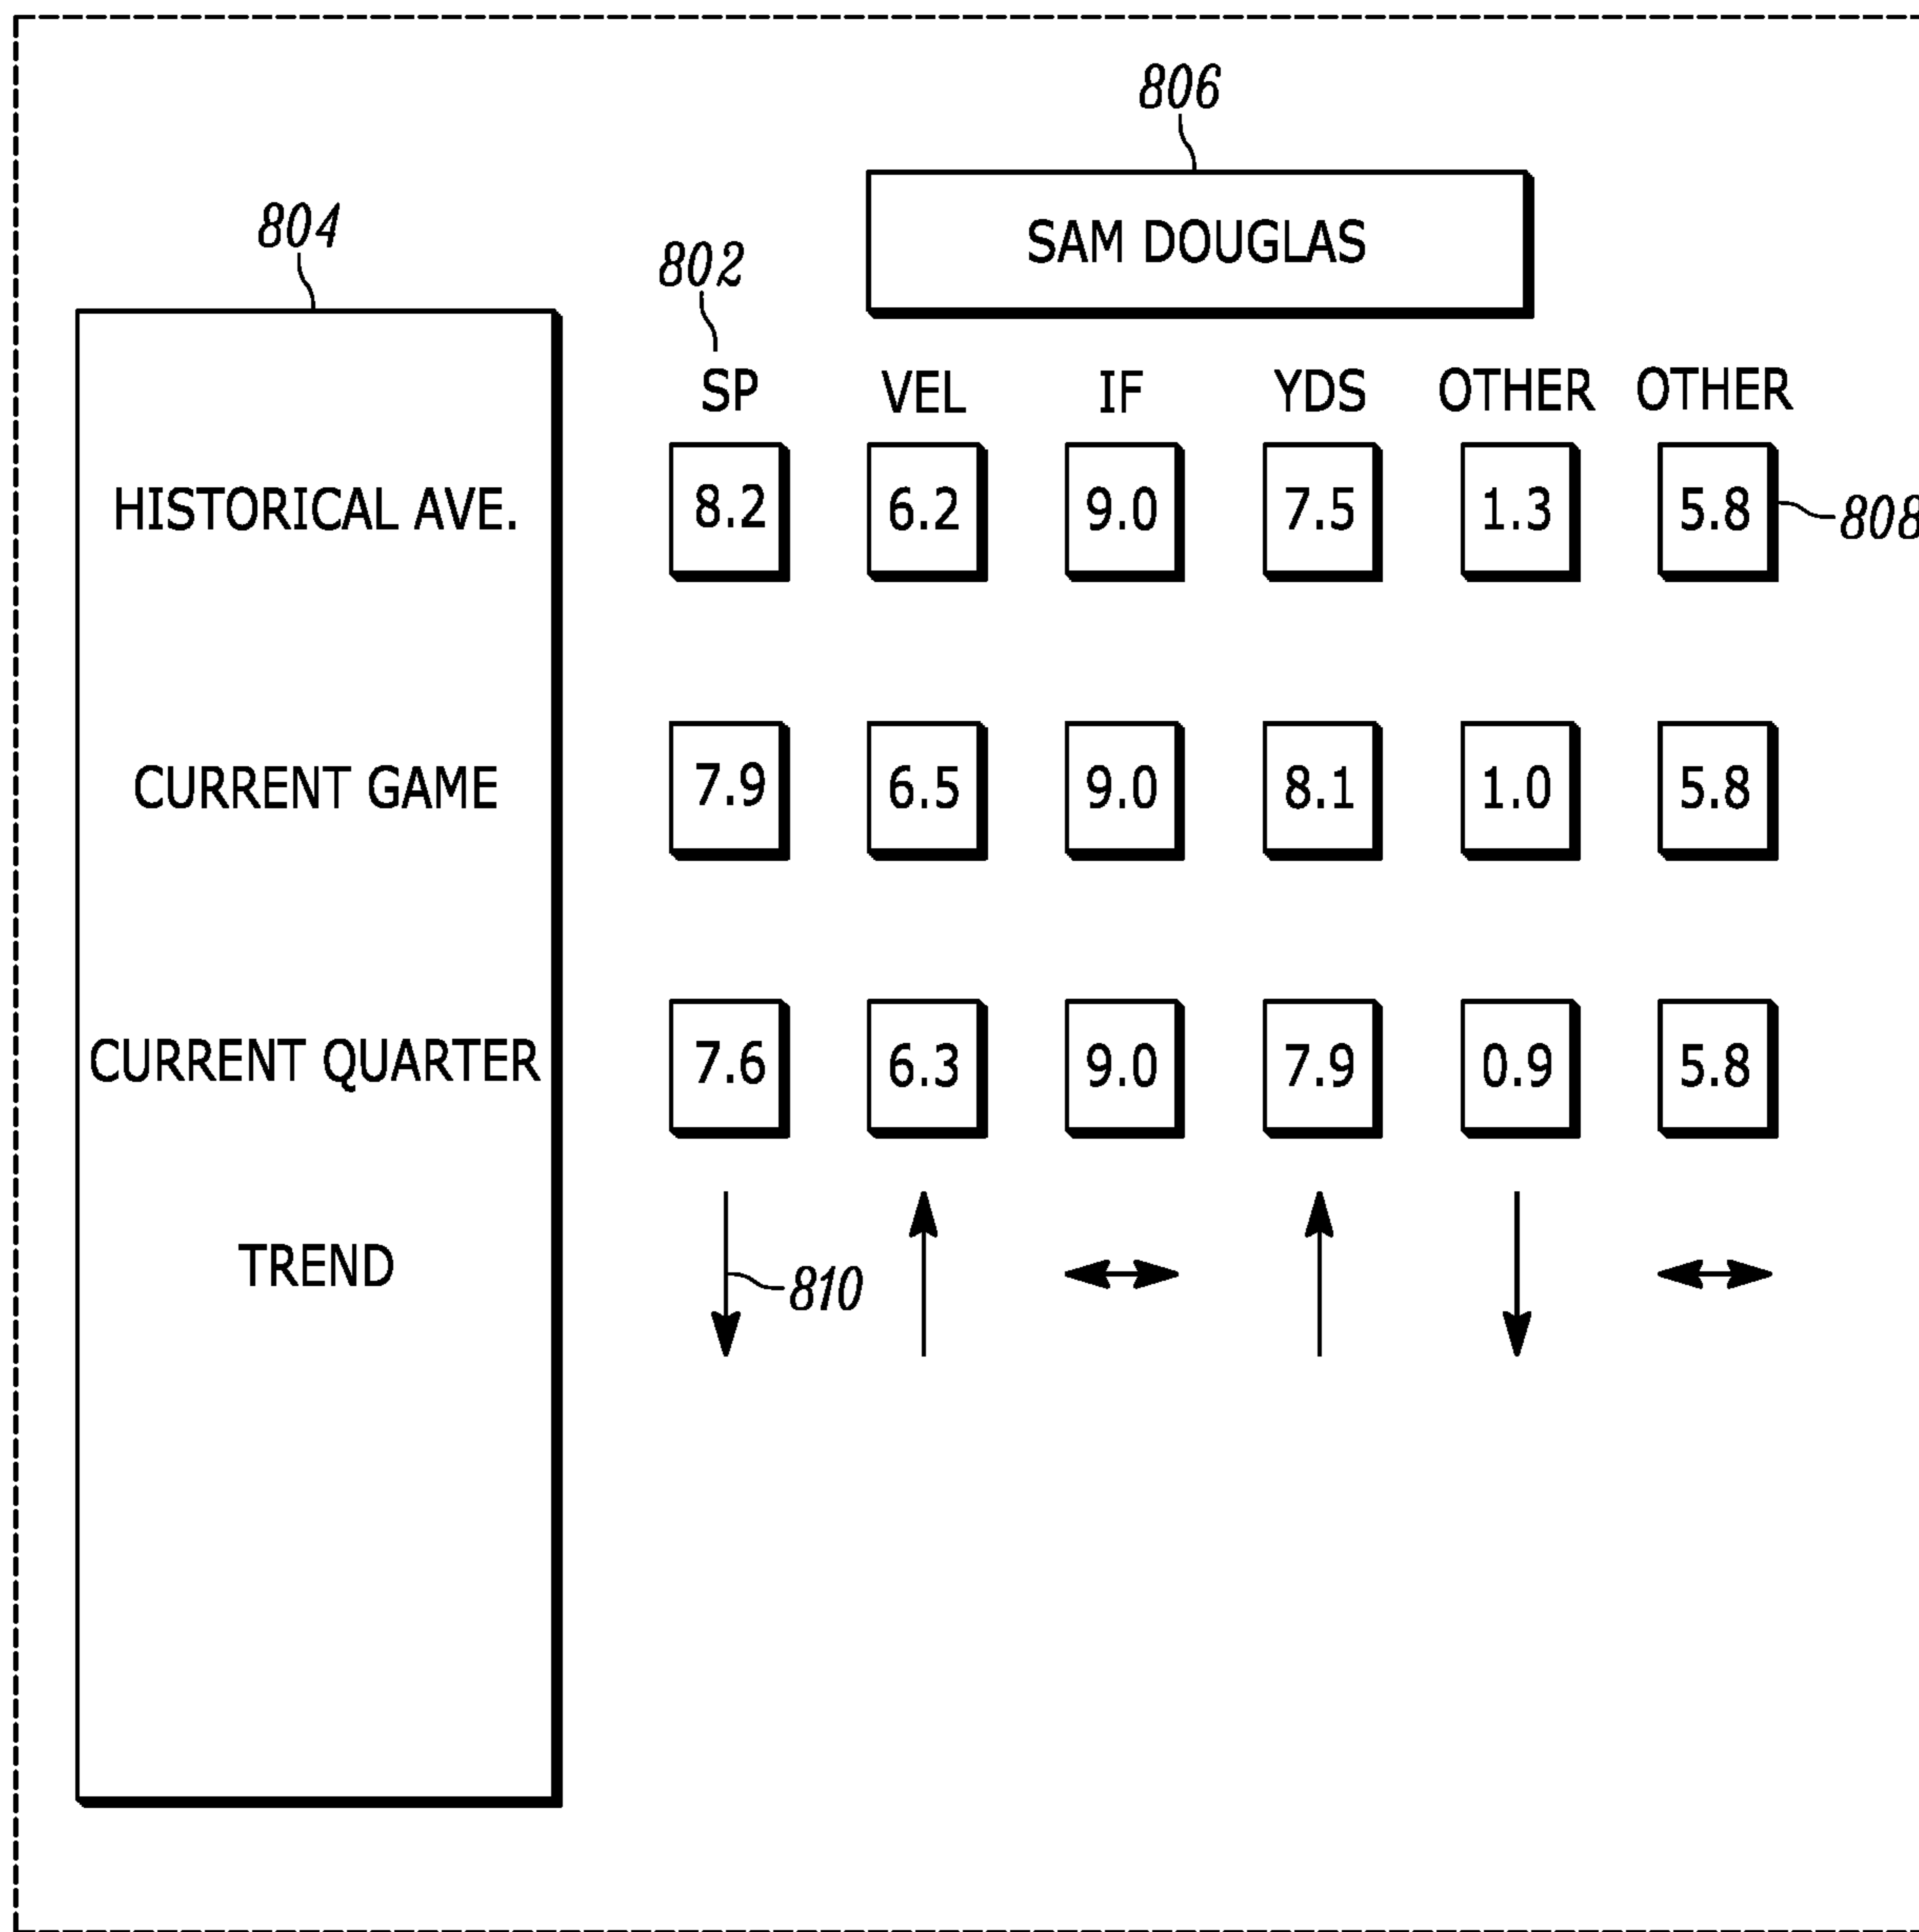 806
SAM DOUGLAS
804
802
SP VEL IF YDS OTHER OTHER
HISTORICAL AVE. 8.2 6.2 9.0 7.5 1.3 5.8 808
CURRENT GAME 7.9 6.5 9.0 8.1 1.0 5.8
CURRENT QUARTER 7.6 6.3 9.0 7.9 0.9 5.8
TREND 810